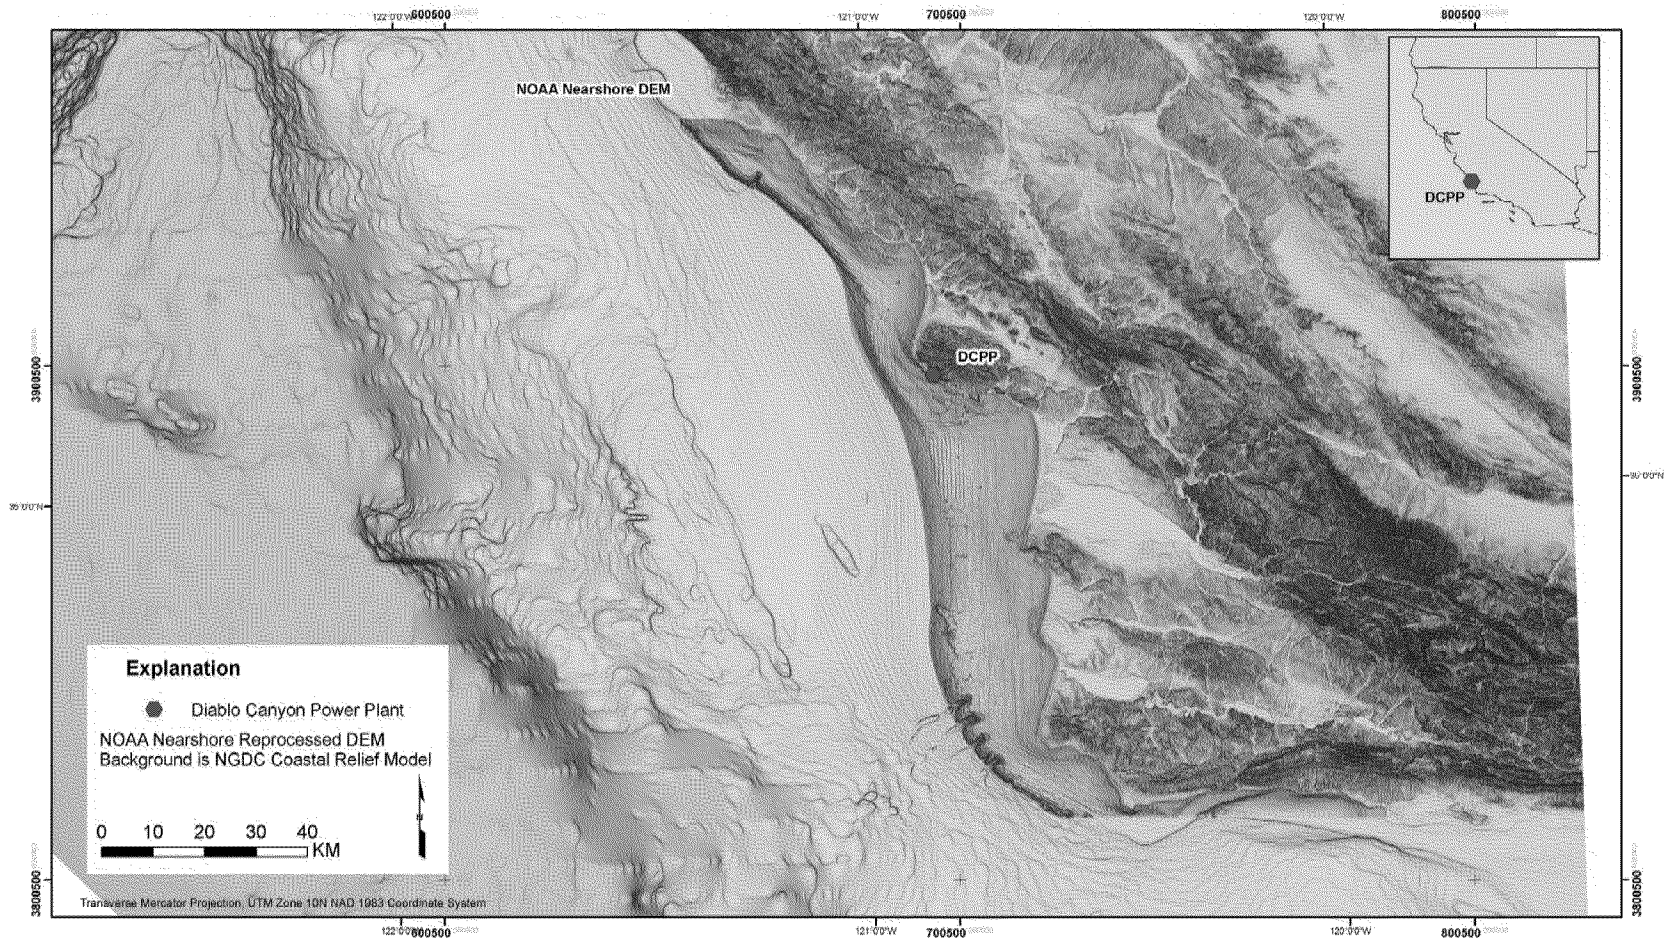 122°0'0"W
600500
121°0'0"W
700500
120°0'0"W
800500
NOAA Nearshore DEM
DCPP
DCPP
3900500
3900500
35°0'0"N
35°0'0"N
Explanation
Diablo Canyon Power Plant
NOAA Nearshore Reprocessed DEM
Background is NGDC Coastal Relief Model
N
0 10 20 30 40
KM
3800500
3800500
Transverse Mercator Projection, UTM Zone 10N NAD 1983 Coordinate System
122°0'0"W
600500
121°0'0"W
700500
120°0'0"W
800500